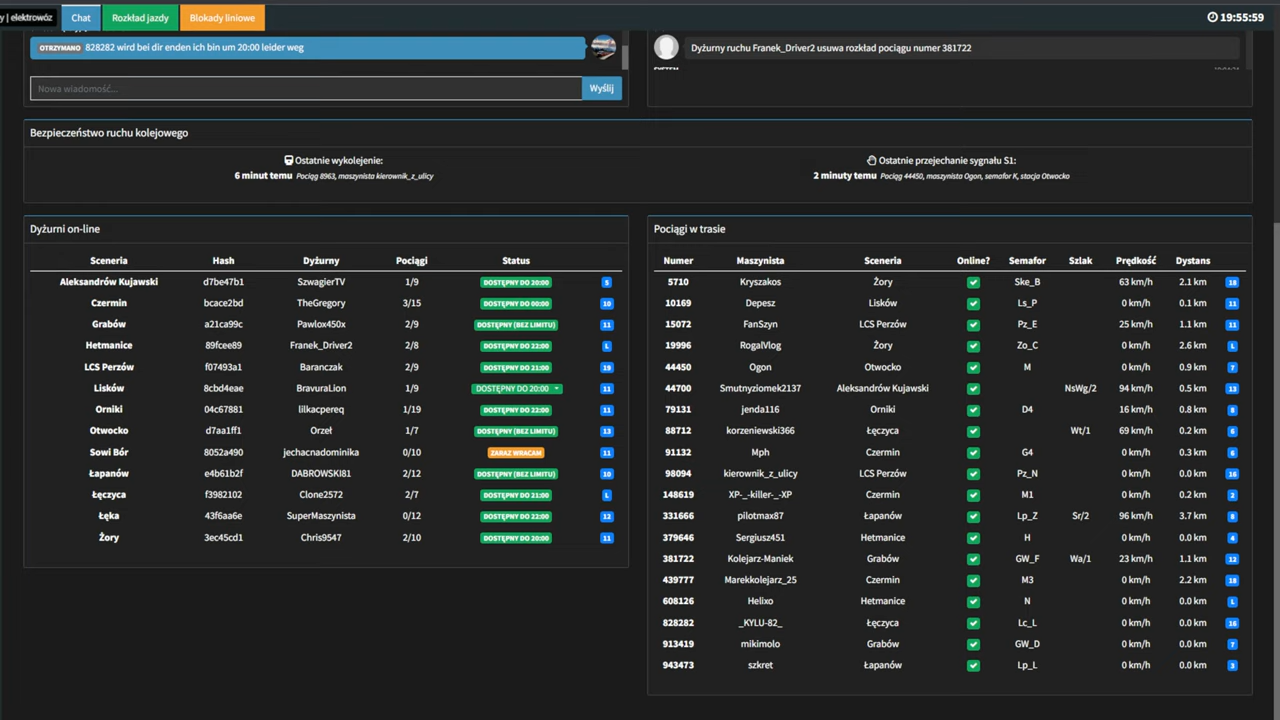 y | elektrowóz Chat Rozkład jazdy Blokady liniowe 19:55:59
OTRZYMANO 828282 wird bei dir enden ich bin um 20:00 leider weg
Dyżurny ruchu Franek_Driver2 usuwa rozkład pociągu numer 381722
Nowa wiadomość... Wyślij
Bezpieczeństwo ruchu kolejowego
Ostatnie wykolejenie:
6 minut temu Pociąg 8963, maszynista kierownik_z_ulicy
Ostatnie przejechanie sygnału S1:
2 minuty temu Pociąg 44450, maszynista Ogon, semafor K, stacja Otwocko
Dyżurni on-line
Sceneria Hash Dyżurny Pociągi Status
Aleksandrów Kujawski d7be47b1 SzwagierTV 1/9 DOSTĘPNY DO 20:00 5
Czermin bcace2bd TheGregory 3/15 DOSTĘPNY DO 00:00 10
Grabów a21ca99c Pawlox450x 2/9 DOSTĘPNY (BEZ LIMITU) 11
Hetmanice 89fcee89 Franek_Driver2 2/8 DOSTĘPNY DO 22:00 L
LCS Perzów f07493a1 Baranczak 2/9 DOSTĘPNY DO 21:00 19
Lisków 8cbd4eae BravuraLion 1/9 DOSTĘPNY DO 20:00 11
Orniki 04c67881 lilkacpereq 1/19 DOSTĘPNY DO 22:00 11
Otwocko d7aa1ff1 Orzeł 1/7 DOSTĘPNY (BEZ LIMITU) 13
Sowi Bór 8052a490 jechacnadominika 0/10 ZARAZ WRACAM 11
Łapanów e4b61b2f DABROWSKI81 2/12 DOSTĘPNY (BEZ LIMITU) 10
Łęczyca f3982102 Clone2572 2/7 DOSTĘPNY DO 21:00 L
Łęka 43f6aa6e SuperMaszynista 0/12 DOSTĘPNY DO 22:00 12
Żory 3ec45cd1 Chris9547 2/10 DOSTĘPNY DO 20:00 11
Pociągi w trasie
Numer Maszynista Sceneria Online? Semafor Szlak Prędkość Dystans
5710 Kryszakos Żory Ske_B 63 km/h 2.1 km 18
10169 Depesz Lisków Ls_P 0 km/h 0.1 km 11
15072 FanSzyn LCS Perzów Pz_E 25 km/h 1.1 km 11
19996 RogalVlog Żory Zo_C 0 km/h 2.6 km L
44450 Ogon Otwocko M 0 km/h 0.9 km 7
44700 Smutnyziomek2137 Aleksandrów Kujawski NsWg/2 94 km/h 0.5 km 13
79131 jenda116 Orniki D4 16 km/h 0.8 km 8
88712 korzeniewski366 Łęczyca Wt/1 69 km/h 0.2 km 6
91132 Mph Czermin G4 0 km/h 0.3 km 6
98094 kierownik_z_ulicy LCS Perzów Pz_N 0 km/h 0.0 km 16
148619 XP-_-killer-_-XP Czermin M1 0 km/h 0.2 km 2
331666 pilotmax87 Łapanów Lp_Z Sr/2 96 km/h 3.7 km 8
379646 Sergiusz451 Hetmanice H 0 km/h 0.0 km 4
381722 Kolejarz-Maniek Grabów GW_F Wa/1 23 km/h 1.1 km 12
439777 Marekkolejarz_25 Czermin M3 0 km/h 2.2 km 18
608126 Helixo Hetmanice N 0 km/h 0.0 km L
828282 _KYLU-82_ Łęczyca Lc_L 0 km/h 0.0 km 16
913419 mikimolo Grabów GW_D 0 km/h 0.0 km 7
943473 szkret Łapanów Lp_L 0 km/h 0.0 km 3